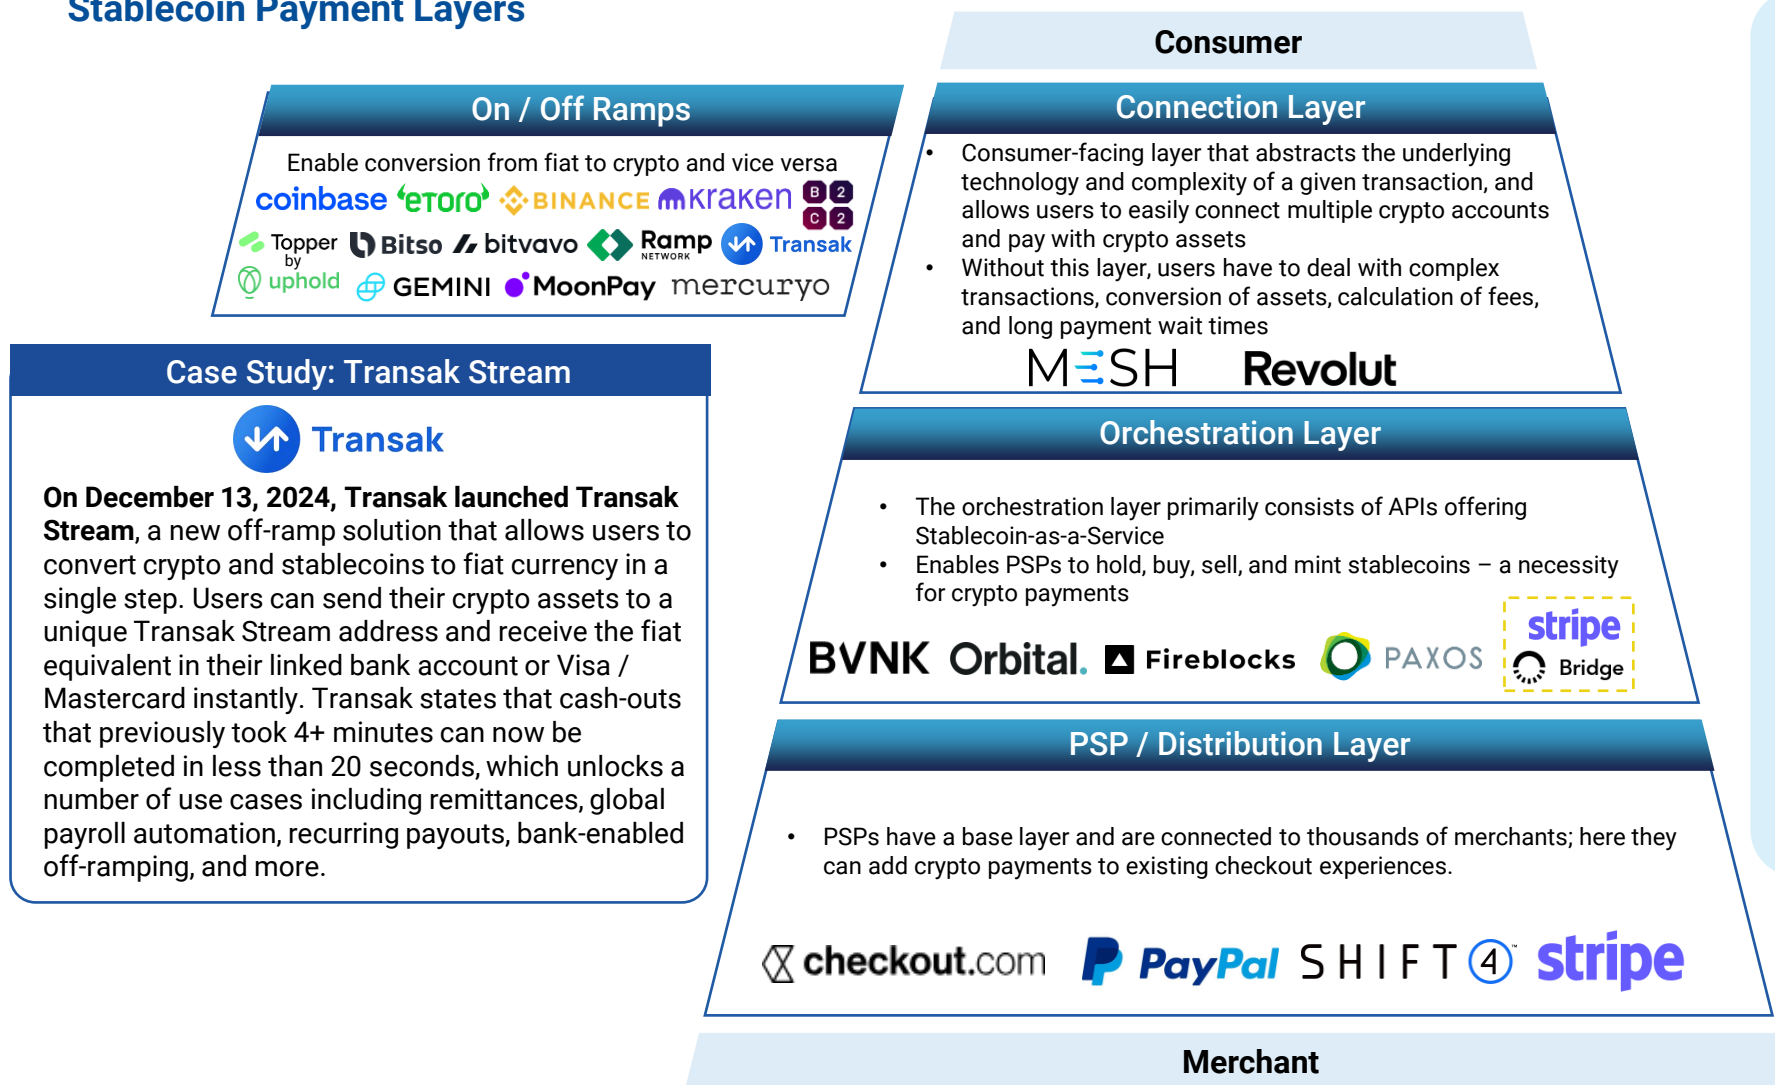 Stablecoin Payment Layers
On / Off Ramps
Enable conversion from fiat to crypto and vice versa
coinbase eToro BINANCE mKraken B2
C2
Topper Bitso bitvavo Ramp Transak
by NETWORK
uphold GEMINI MoonPay mercuryo
Case Study: Transak Stream
Transak
On December 13, 2024, Transak launched Transak
Stream, a new off-ramp solution that allows users to
convert crypto and stablecoins to fiat currency in a
single step. Users can send their crypto assets to a
unique Transak Stream address and receive the fiat
equivalent in their linked bank account or Visa /
Mastercard instantly. Transak states that cash-outs
that previously took 4+ minutes can now be
completed in less than 20 seconds, which unlocks a
number of use cases including remittances, global
payroll automation, recurring payouts, bank-enabled
off-ramping, and more.
Consumer
Connection Layer
• Consumer-facing layer that abstracts the underlying
technology and complexity of a given transaction, and
allows users to easily connect multiple crypto accounts
and pay with crypto assets
• Without this layer, users have to deal with complex
transactions, conversion of assets, calculation of fees,
and long payment wait times
MESH Revolut
Orchestration Layer
• The orchestration layer primarily consists of APIs offering
Stablecoin-as-a-Service
• Enables PSPs to hold, buy, sell, and mint stablecoins – a necessity
for crypto payments
BVNK Orbital. Fireblocks PAXOS stripe
Bridge
PSP / Distribution Layer
• PSPs have a base layer and are connected to thousands of merchants; here they
can add crypto payments to existing checkout experiences.
checkout.com PayPal SHIFT4™ stripe
Merchant